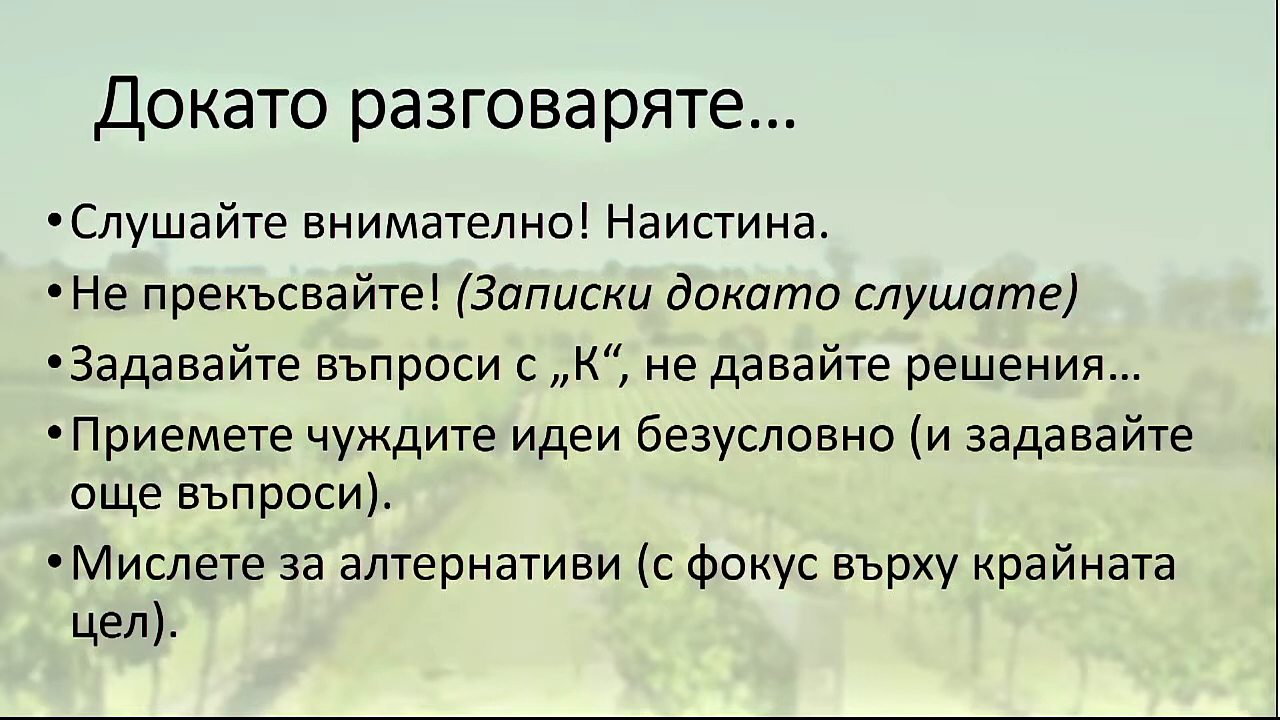 Докато разговаряте...
•Слушайте внимателно! Наистина.
•Не прекъсвайте! (Записки докато слушате)
•Задавайте въпроси с „К“, не давайте решения...
•Приемете чуждите идеи безусловно (и задавайте
още въпроси).
•Мислете за алтернативи (с фокус върху крайната
цел).